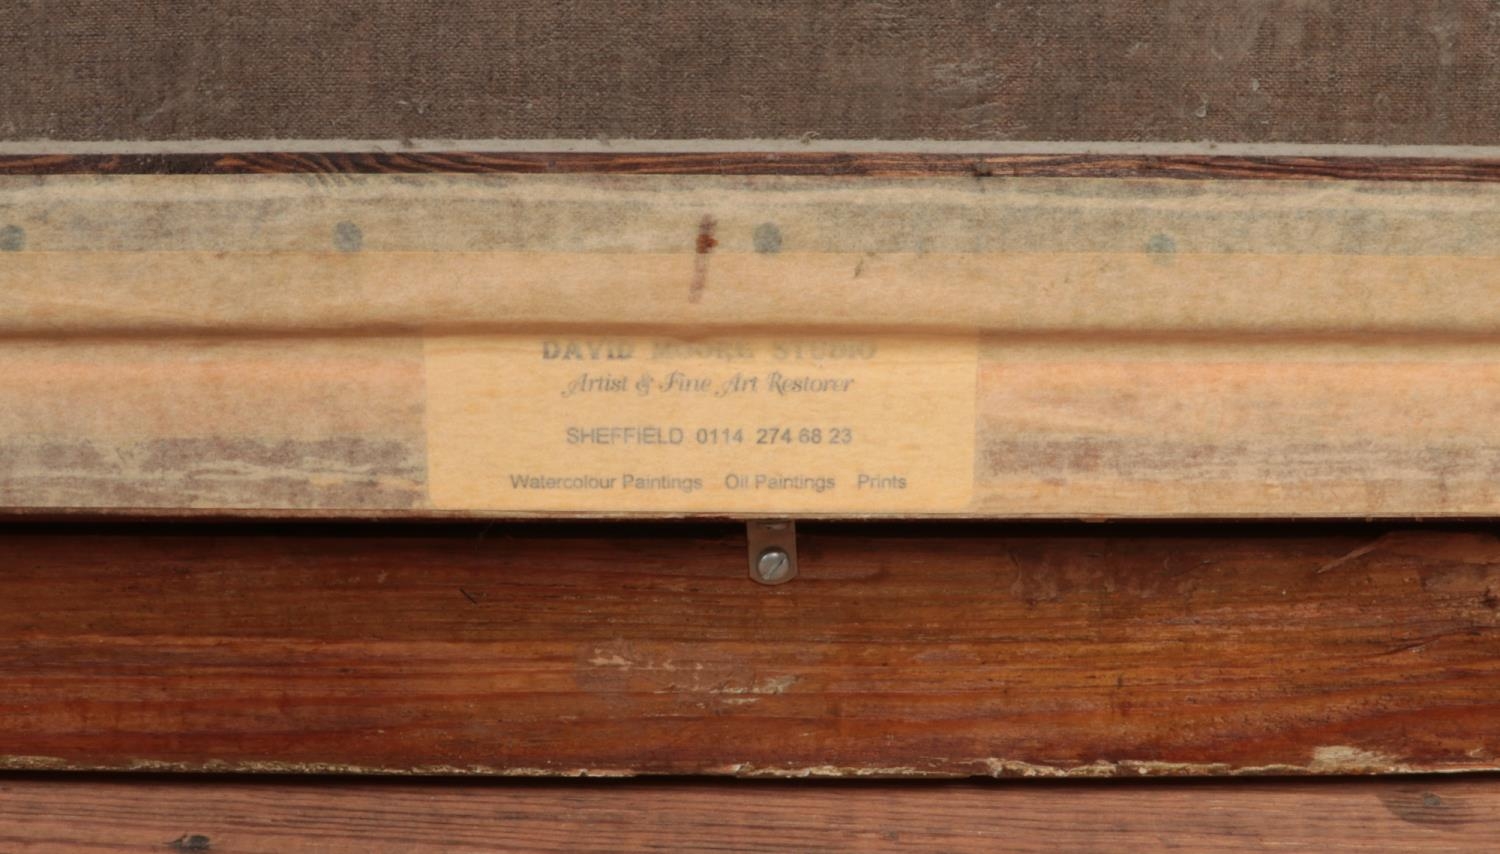 DAVID MOORE STUDIO
Artist & Fine Art Restorer
SHEFFIELD 0114 274 68 23
Watercolour Paintings Oil Paintings Prints